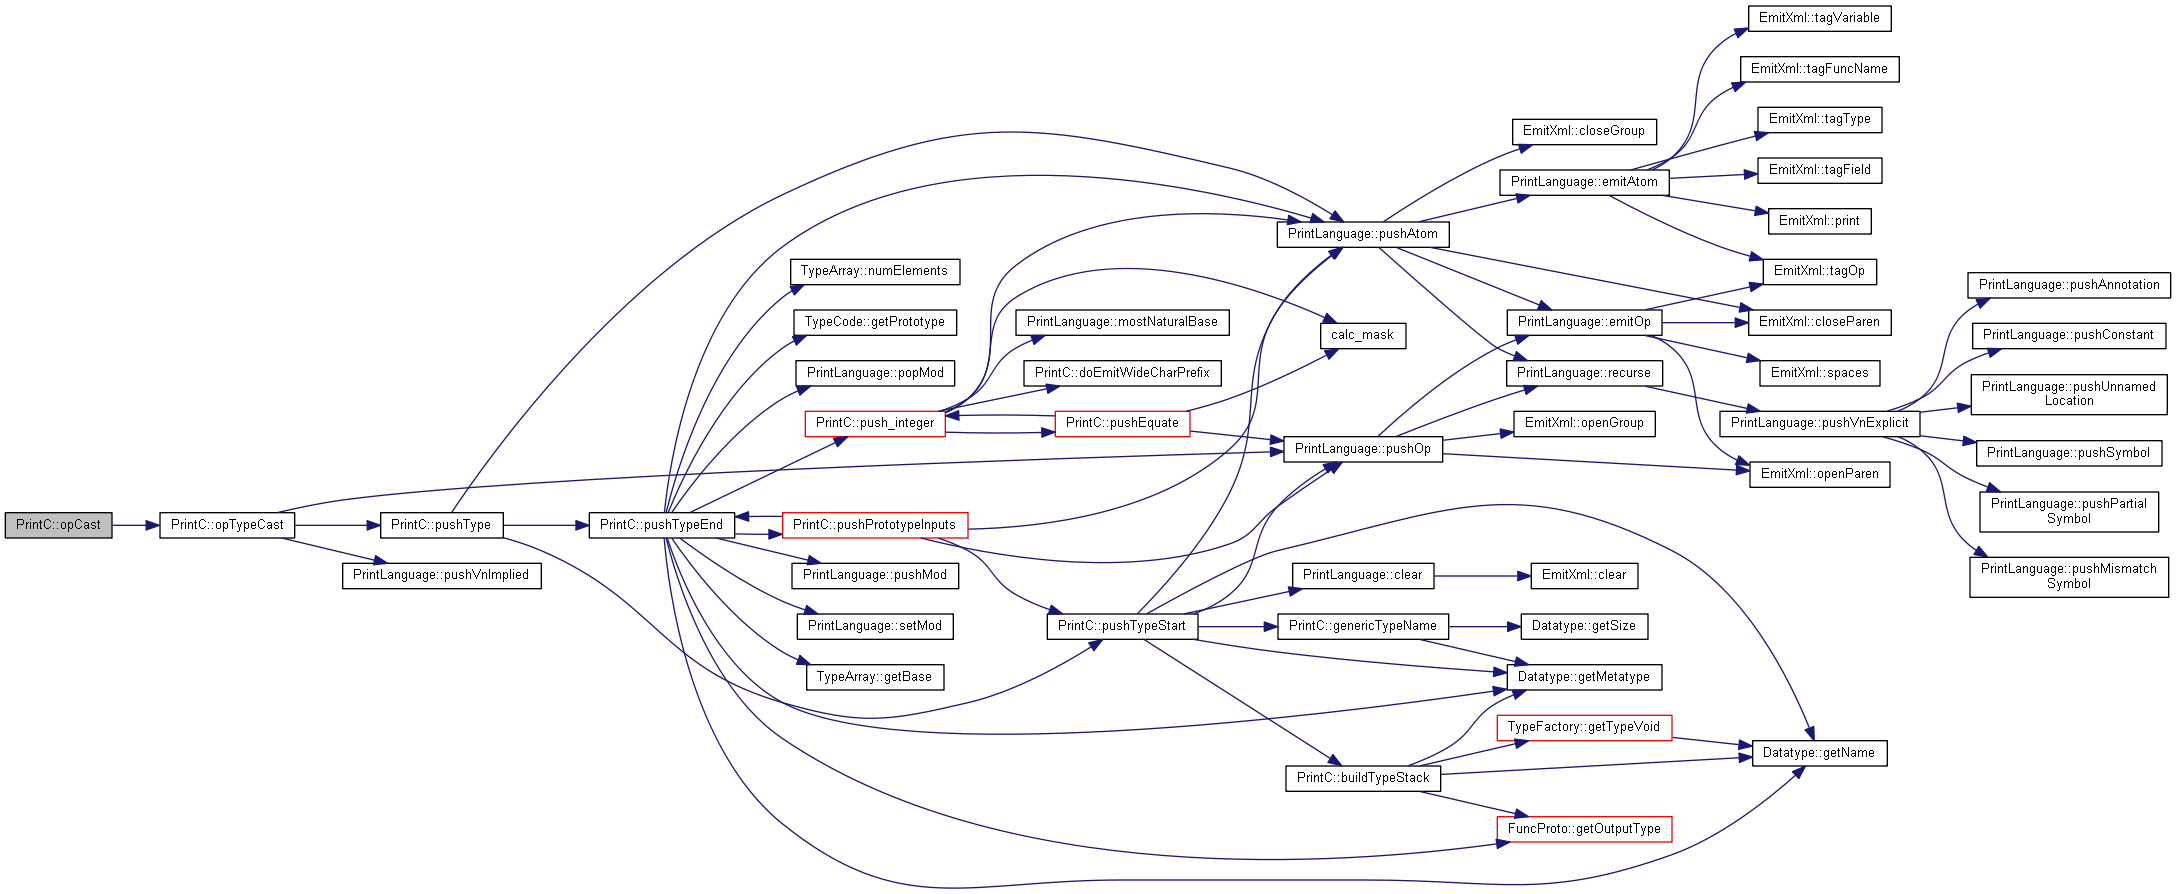 PrintC::opCast
PrintC::opTypeCast
PrintC::pushType
PrintLanguage::pushVnImplied
PrintC::pushTypeEnd
TypeArray::numElements
TypeCode::getPrototype
PrintLanguage::popMod
PrintC::push_integer
PrintC::pushPrototypeInputs
PrintLanguage::pushMod
PrintLanguage::setMod
TypeArray::getBase
PrintLanguage::mostNaturalBase
PrintC::doEmitWideCharPrefix
PrintC::pushEquate
PrintC::pushTypeStart
PrintLanguage::pushAtom
calc_mask
PrintLanguage::pushOp
PrintLanguage::clear
PrintC::genericTypeName
PrintC::buildTypeStack
EmitXml::closeGroup
PrintLanguage::emitAtom
PrintLanguage::emitOp
PrintLanguage::recurse
EmitXml::openGroup
EmitXml::clear
Datatype::getSize
Datatype::getMetatype
TypeFactory::getTypeVoid
FuncProto::getOutputType
EmitXml::tagVariable
EmitXml::tagFuncName
EmitXml::tagType
EmitXml::tagField
EmitXml::print
EmitXml::tagOp
EmitXml::closeParen
EmitXml::spaces
PrintLanguage::pushVnExplicit
EmitXml::openParen
Datatype::getName
PrintLanguage::pushAnnotation
PrintLanguage::pushConstant
PrintLanguage::pushUnnamed
Location
PrintLanguage::pushSymbol
PrintLanguage::pushPartial
Symbol
PrintLanguage::pushMismatch
Symbol